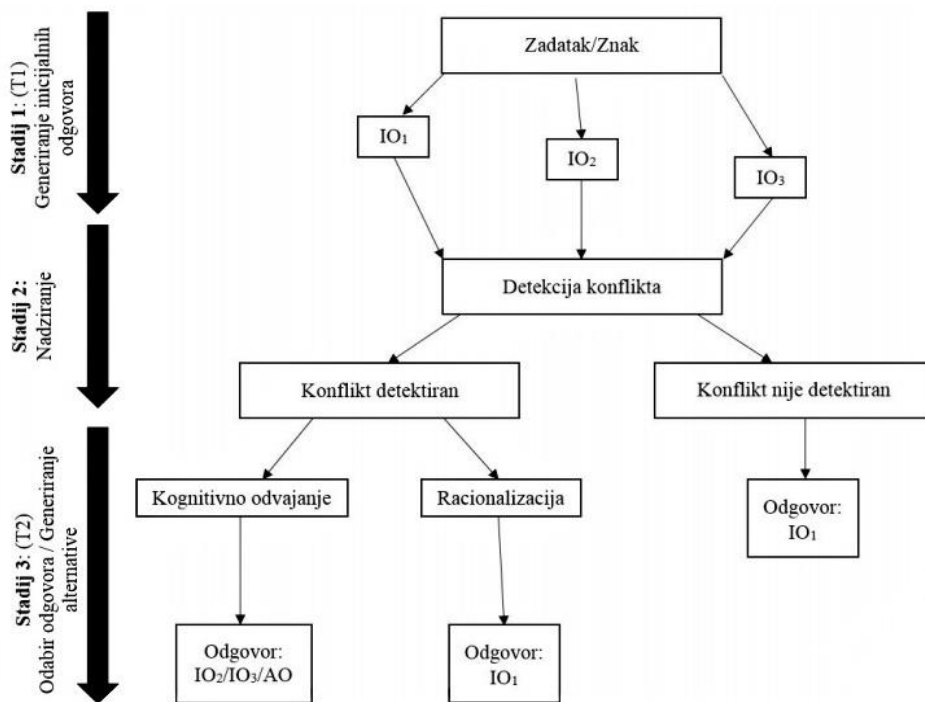 Stadij 1: (T1)
Generiranje inicijalnih
odgovora
Zadatak/Znak
IO₁
IO₂
IO₃
Stadij 2:
Nadziranje
Detekcija konflikta
Konflikt detektiran
Konflikt nije detektiran
Stadij 3: (T2)
Odabir odgovora / Generiranje
alternative
Kognitivno odvajanje
Racionalizacija
Odgovor:
IO₁
Odgovor:
IO₂/IO₃/AO
Odgovor:
IO₁